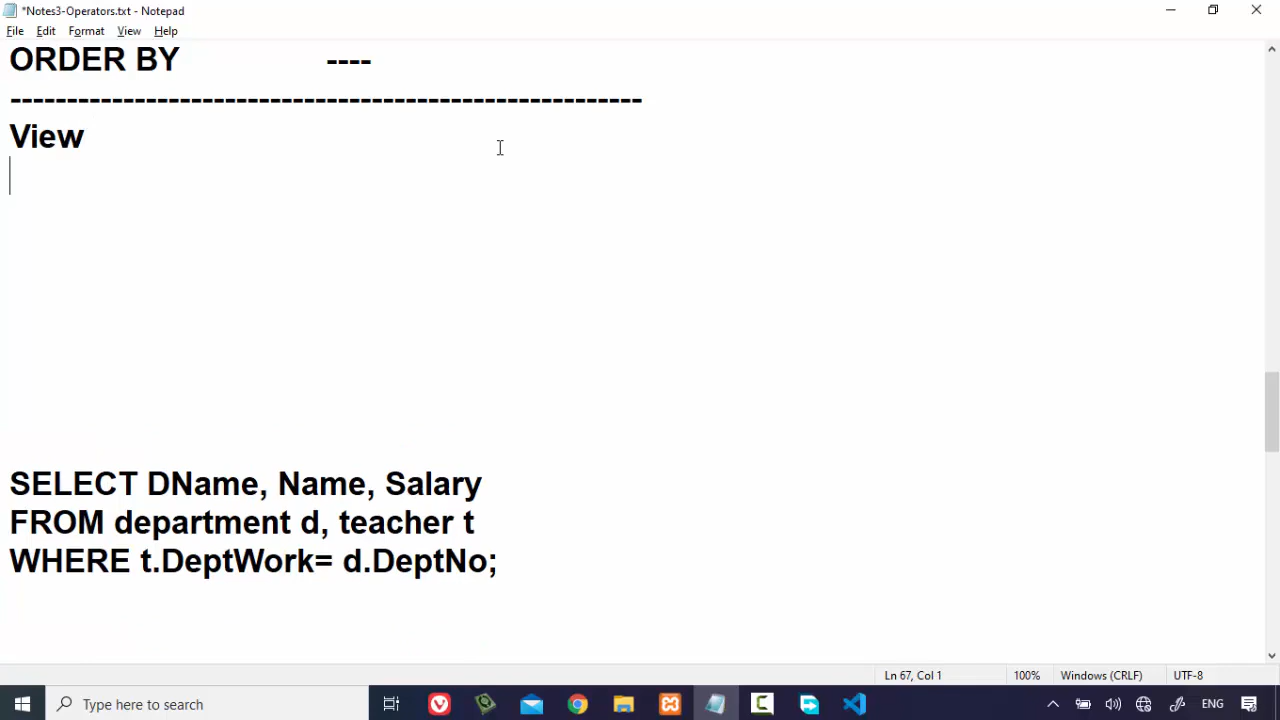 *Notes3-Operators.txt - Notepad
File Edit Format View Help
ORDER BY ----
--------------------------------------------------------
View
SELECT DName, Name, Salary
FROM department d, teacher t
WHERE t.DeptWork= d.DeptNo;
Ln 67, Col 1 100% Windows (CRLF) UTF-8
Type here to search ENG